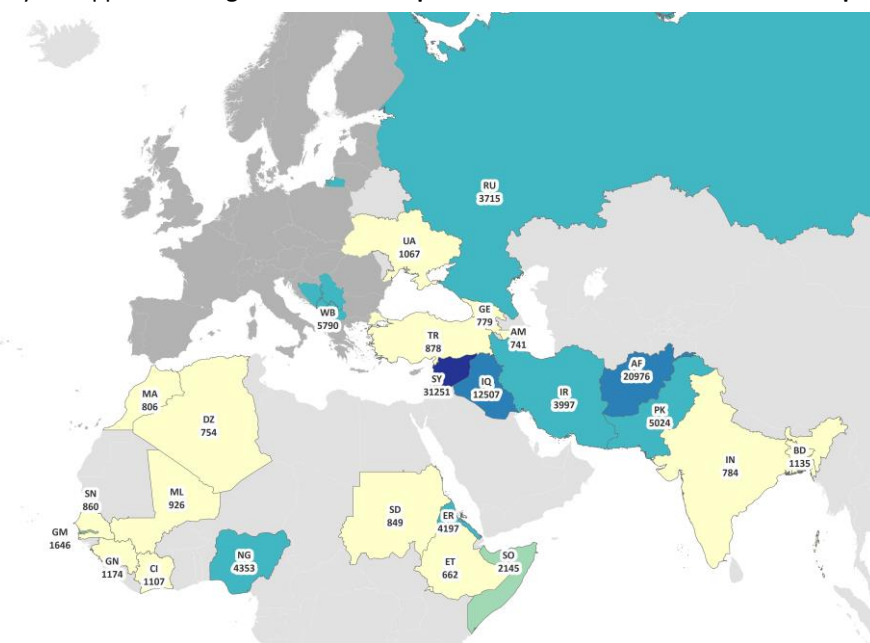 RU
3715
UA
1067
WB
5790
GE
779
AM
741
TR
878
SY
31251
IQ
12507
IR
3997
AF
20976
PK
5024
MA
806
DZ
754
IN
784
BD
1135
ML
926
SN
860
GM
1646
GN
1174
CI
1107
NG
4353
SD
849
ER
4197
ET
662
SO
2145